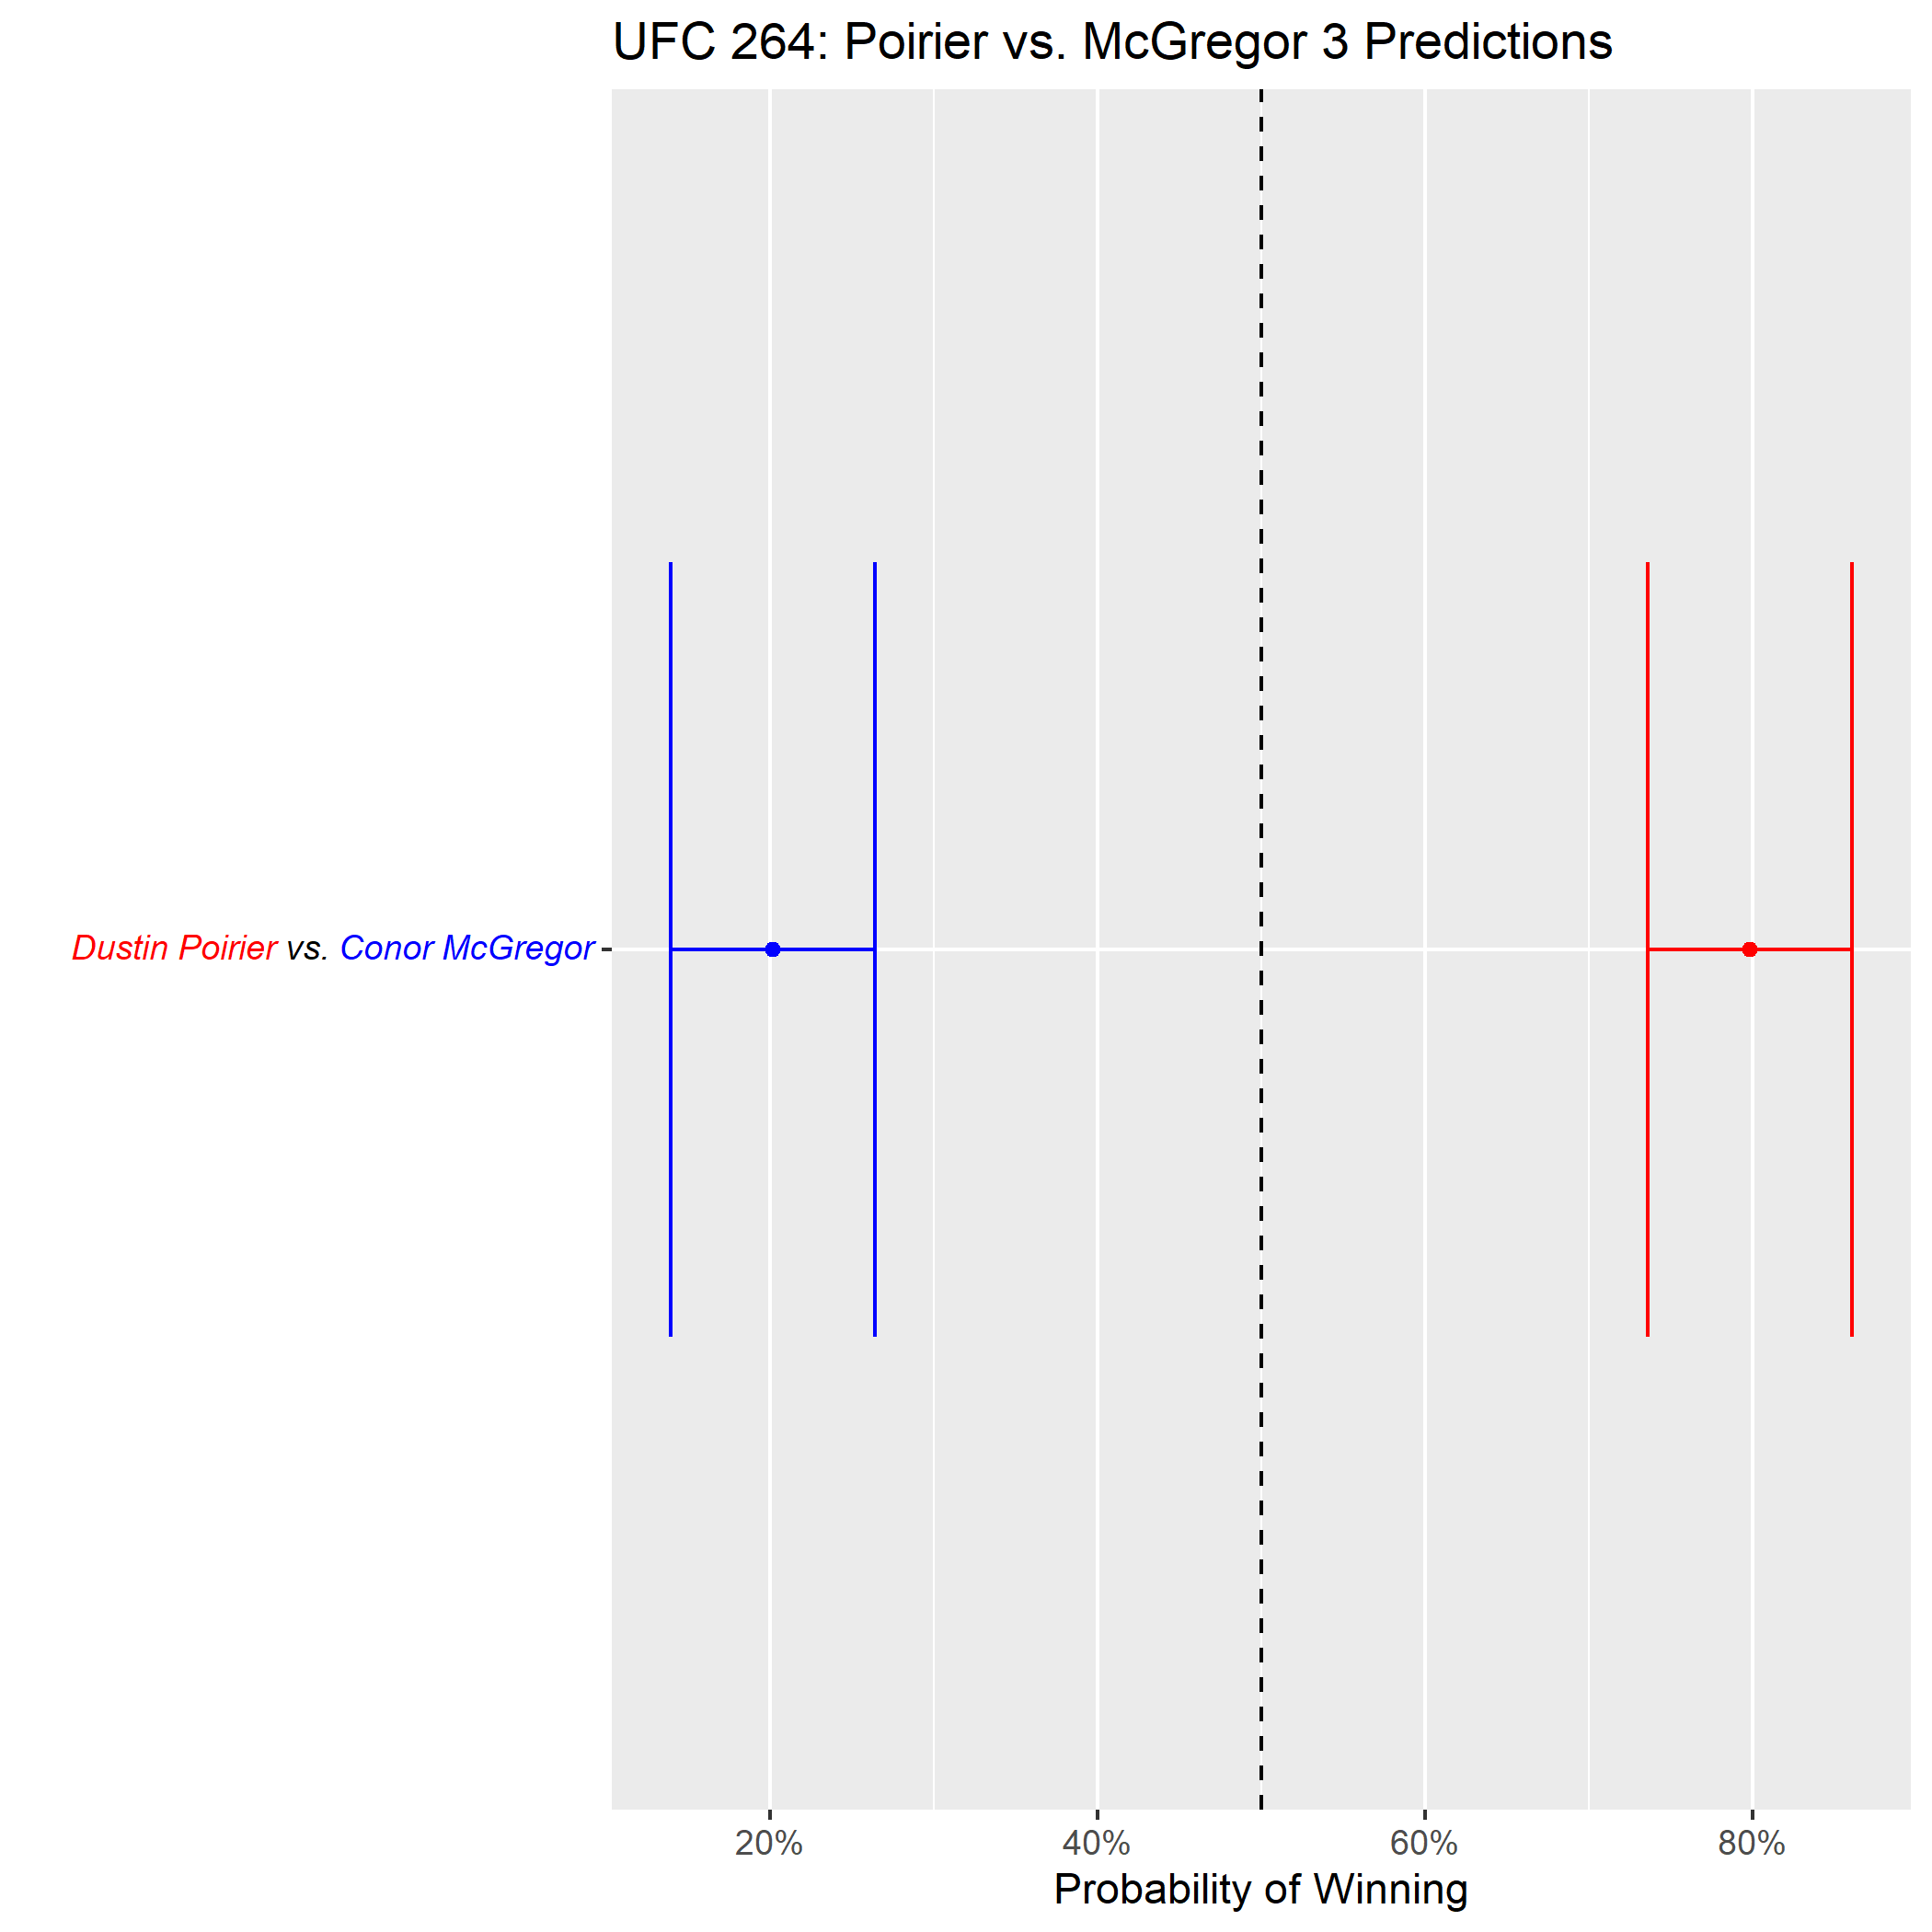 UFC 264: Poirier vs. McGregor 3 Predictions
Dustin Poirier vs. Conor McGregor
20% 40% 60% 80%
Probability of Winning